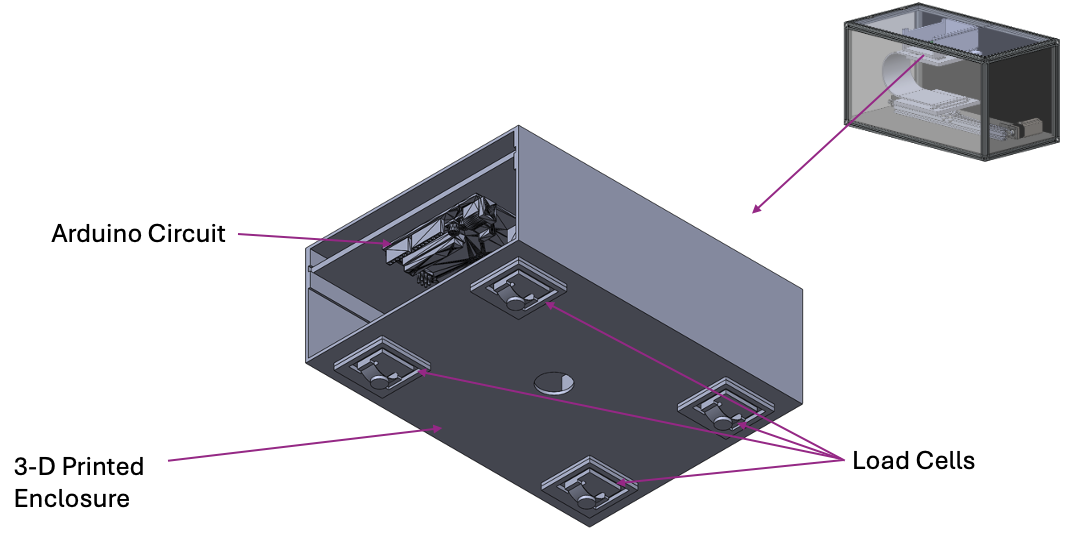 Arduino Circuit
3-D Printed
Enclosure
Load Cells